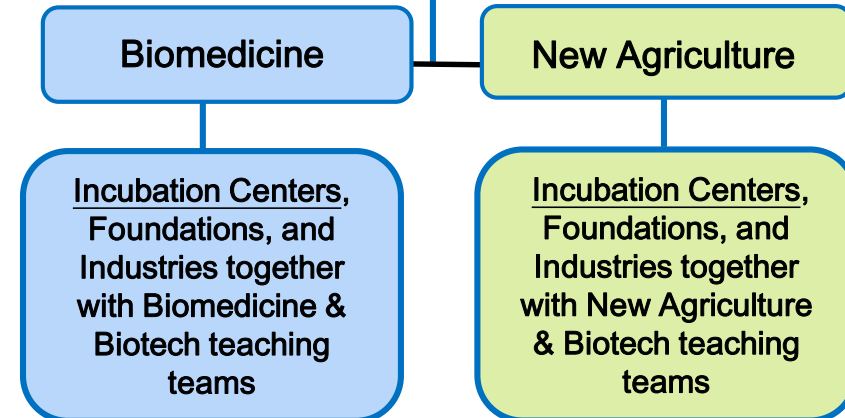 Biomedicine
New Agriculture
Incubation Centers,
Foundations, and
Industries together
with Biomedicine &
Biotech teaching
teams
Incubation Centers,
Foundations, and
Industries together
with New Agriculture
& Biotech teaching
teams